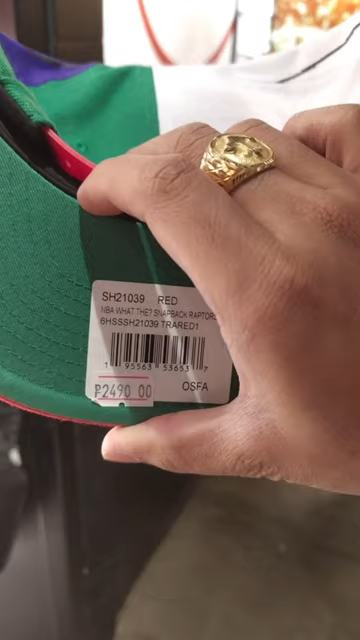 SH21039 RED
NBA WHAT THE? SNAPBACK RAPTORS
6HSSSH21039 TRARED1
1 95563 53653 7
₱2490 00
OSFA